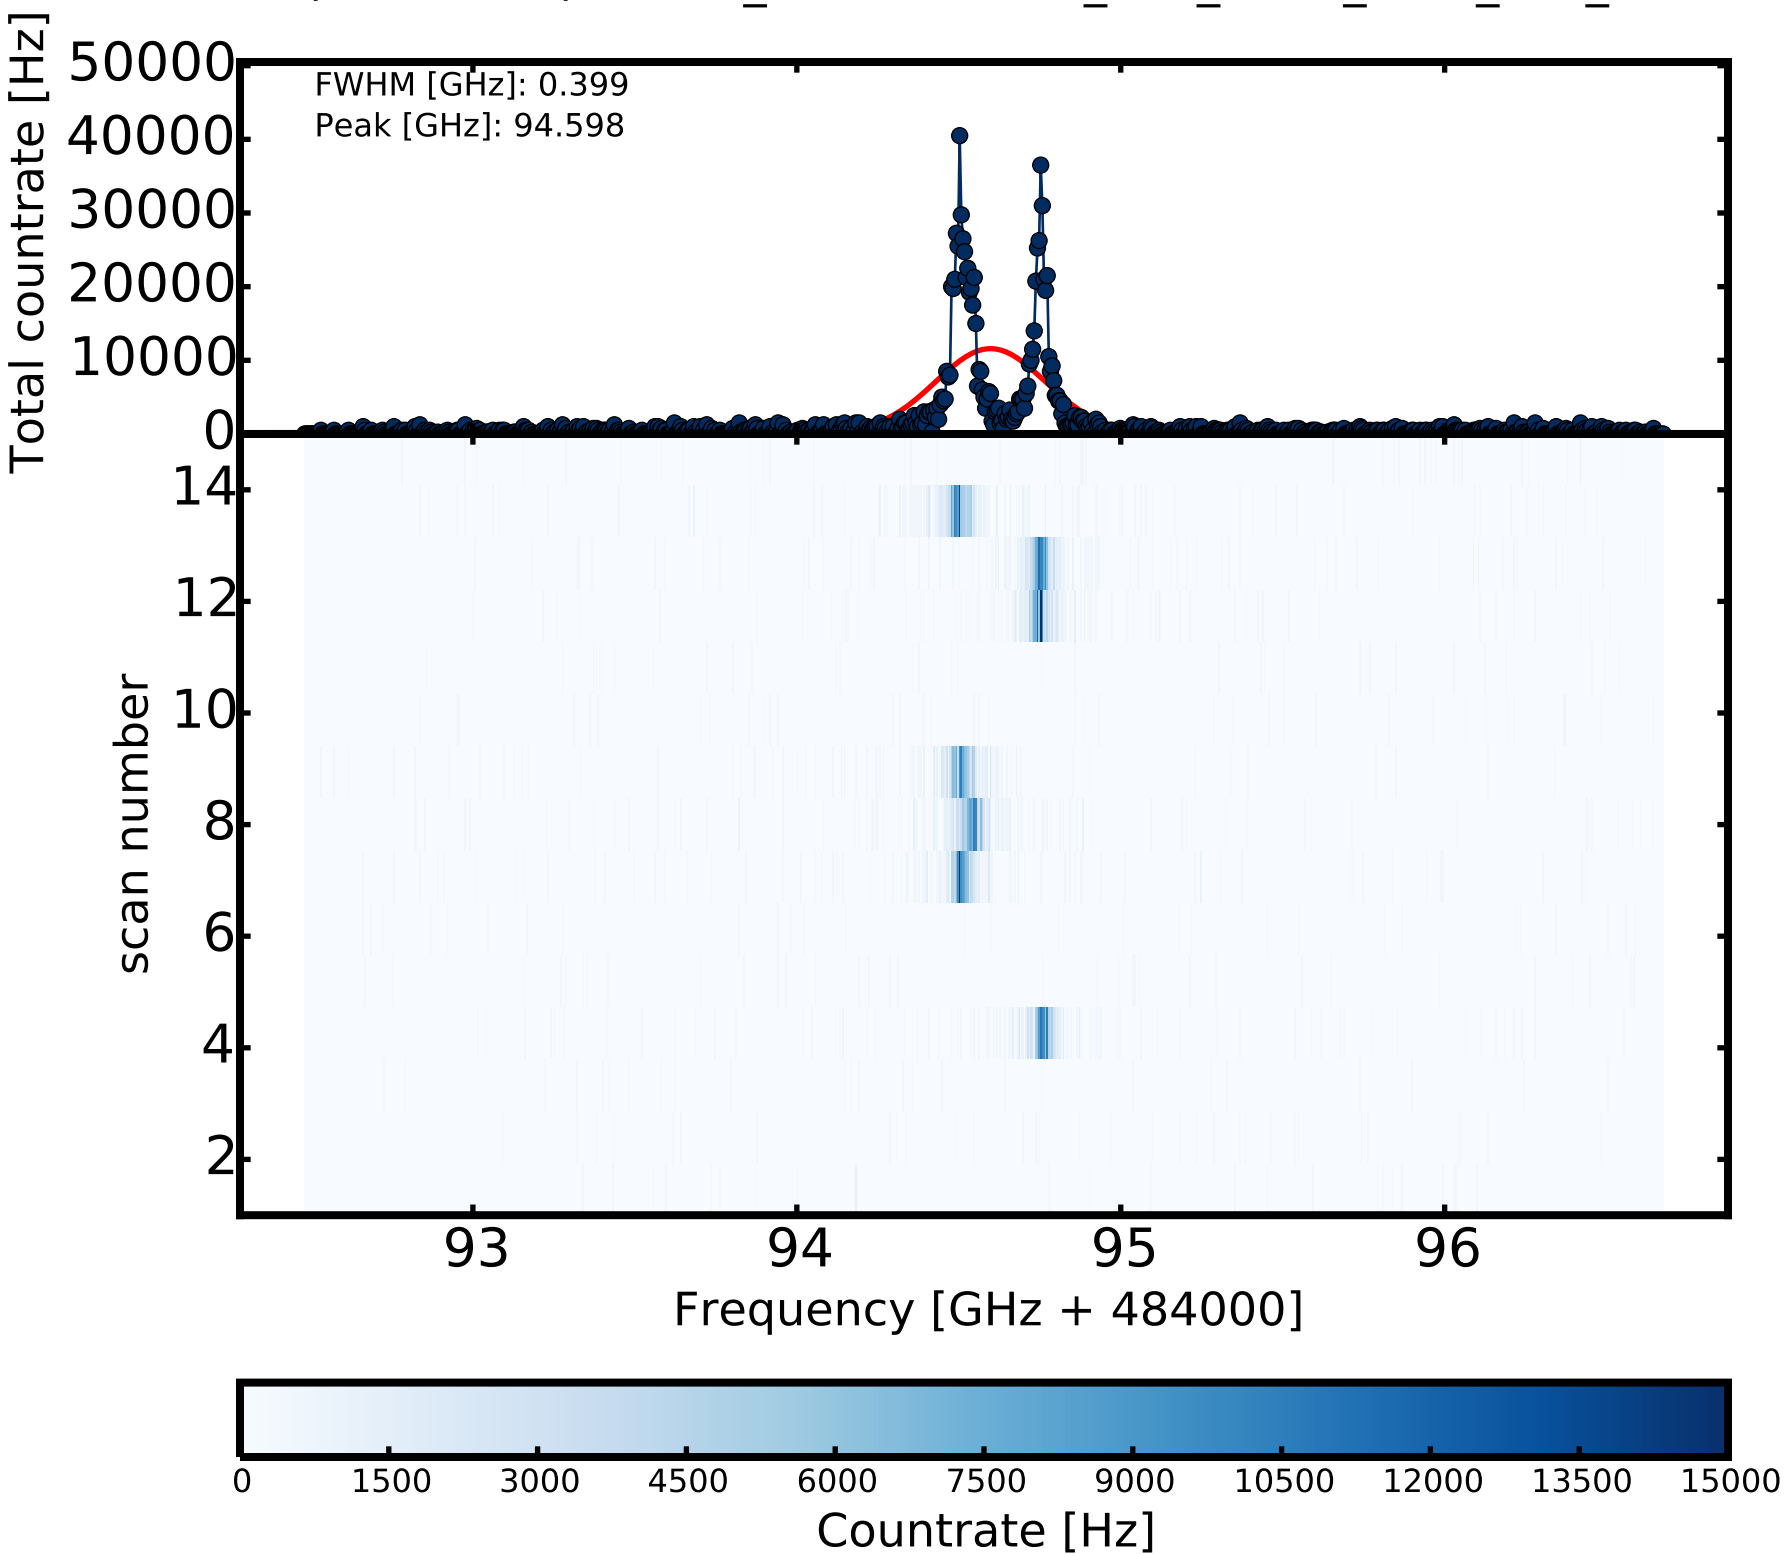 Total countrate [Hz]
50000
40000
30000
20000
10000
0
FWHM [GHz]: 0.399
Peak [GHz]: 94.598
scan number
14
12
10
8
6
4
2
93 94 95 96
Frequency [GHz + 484000]
0 1500 3000 4500 6000 7500 9000 10500 12000 13500 15000
Countrate [Hz]